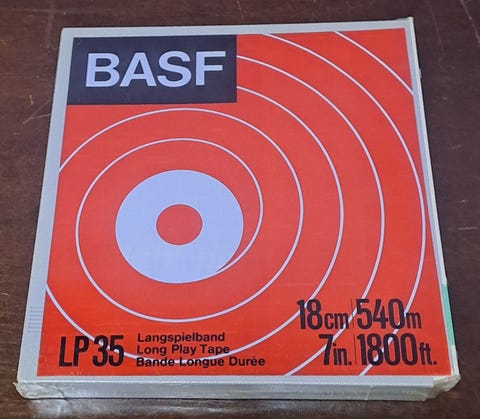 BASF
18cm 540m
7in. 1800ft.
LP 35
Langspielband
Long Play Tape
Bande Longue Durée